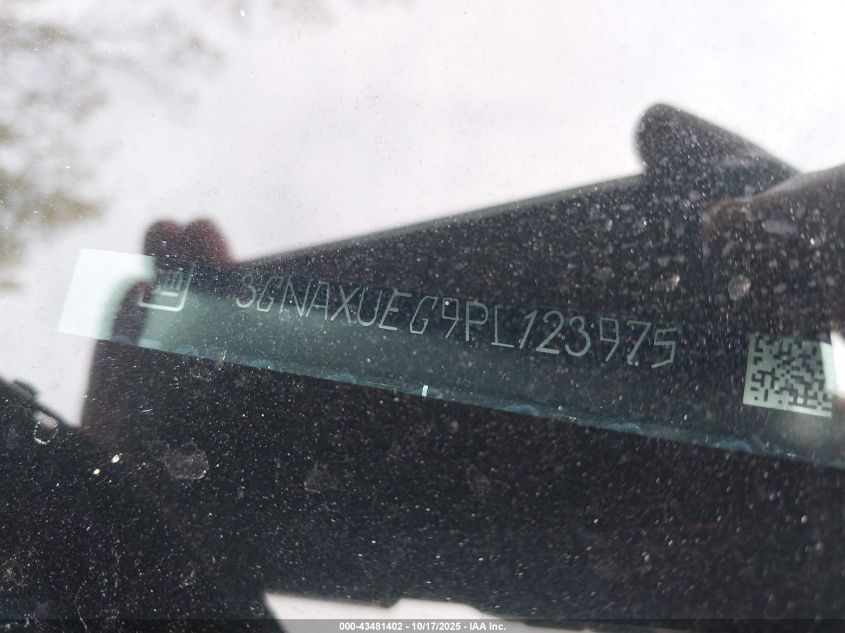 3GNAXUEG9PL123975
000-43481402 - 10/17/2025 - IAA Inc.